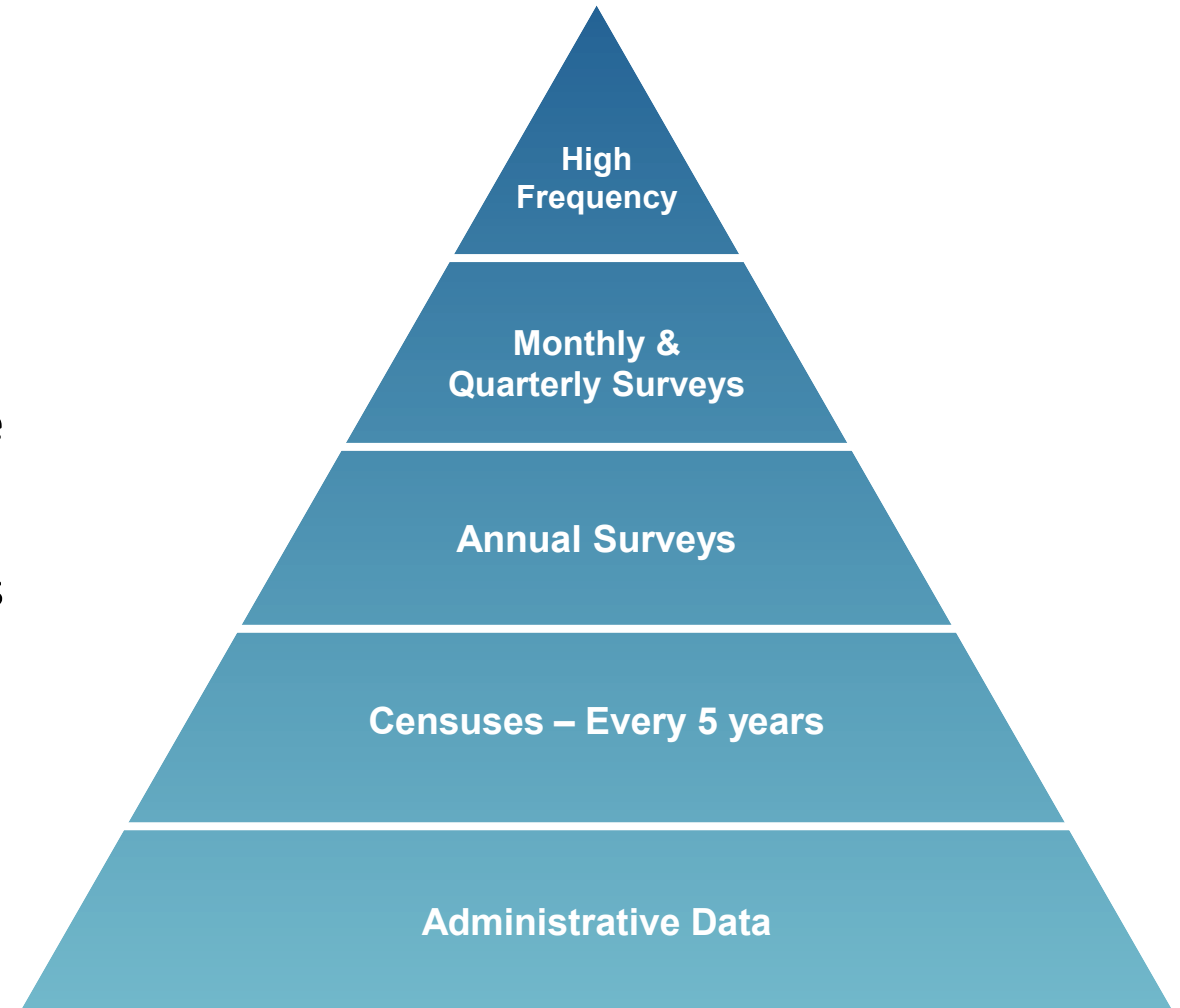 High
Frequency
Monthly &
Quarterly Surveys
Annual Surveys
Censuses – Every 5 years
Administrative Data